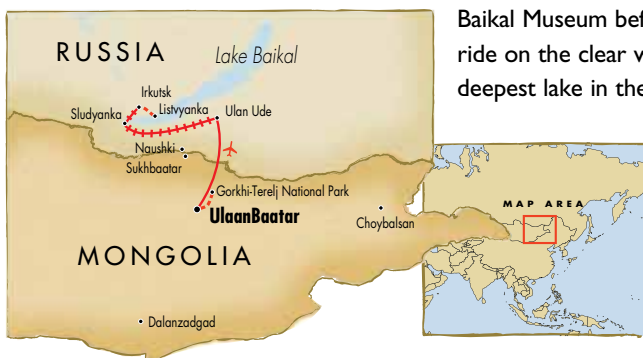 Baikal Museum bef
ride on the clear w
deepest lake in the
RUSSIA
Lake Baikal
Irkutsk
Listvyanka
Sludyanka
Ulan Ude
Naushki
Sukhbaatar
Gorkhi-Terelj National Park
UlaanBaatar
Choybalsan
MONGOLIA
Dalanzadgad
MAP AREA